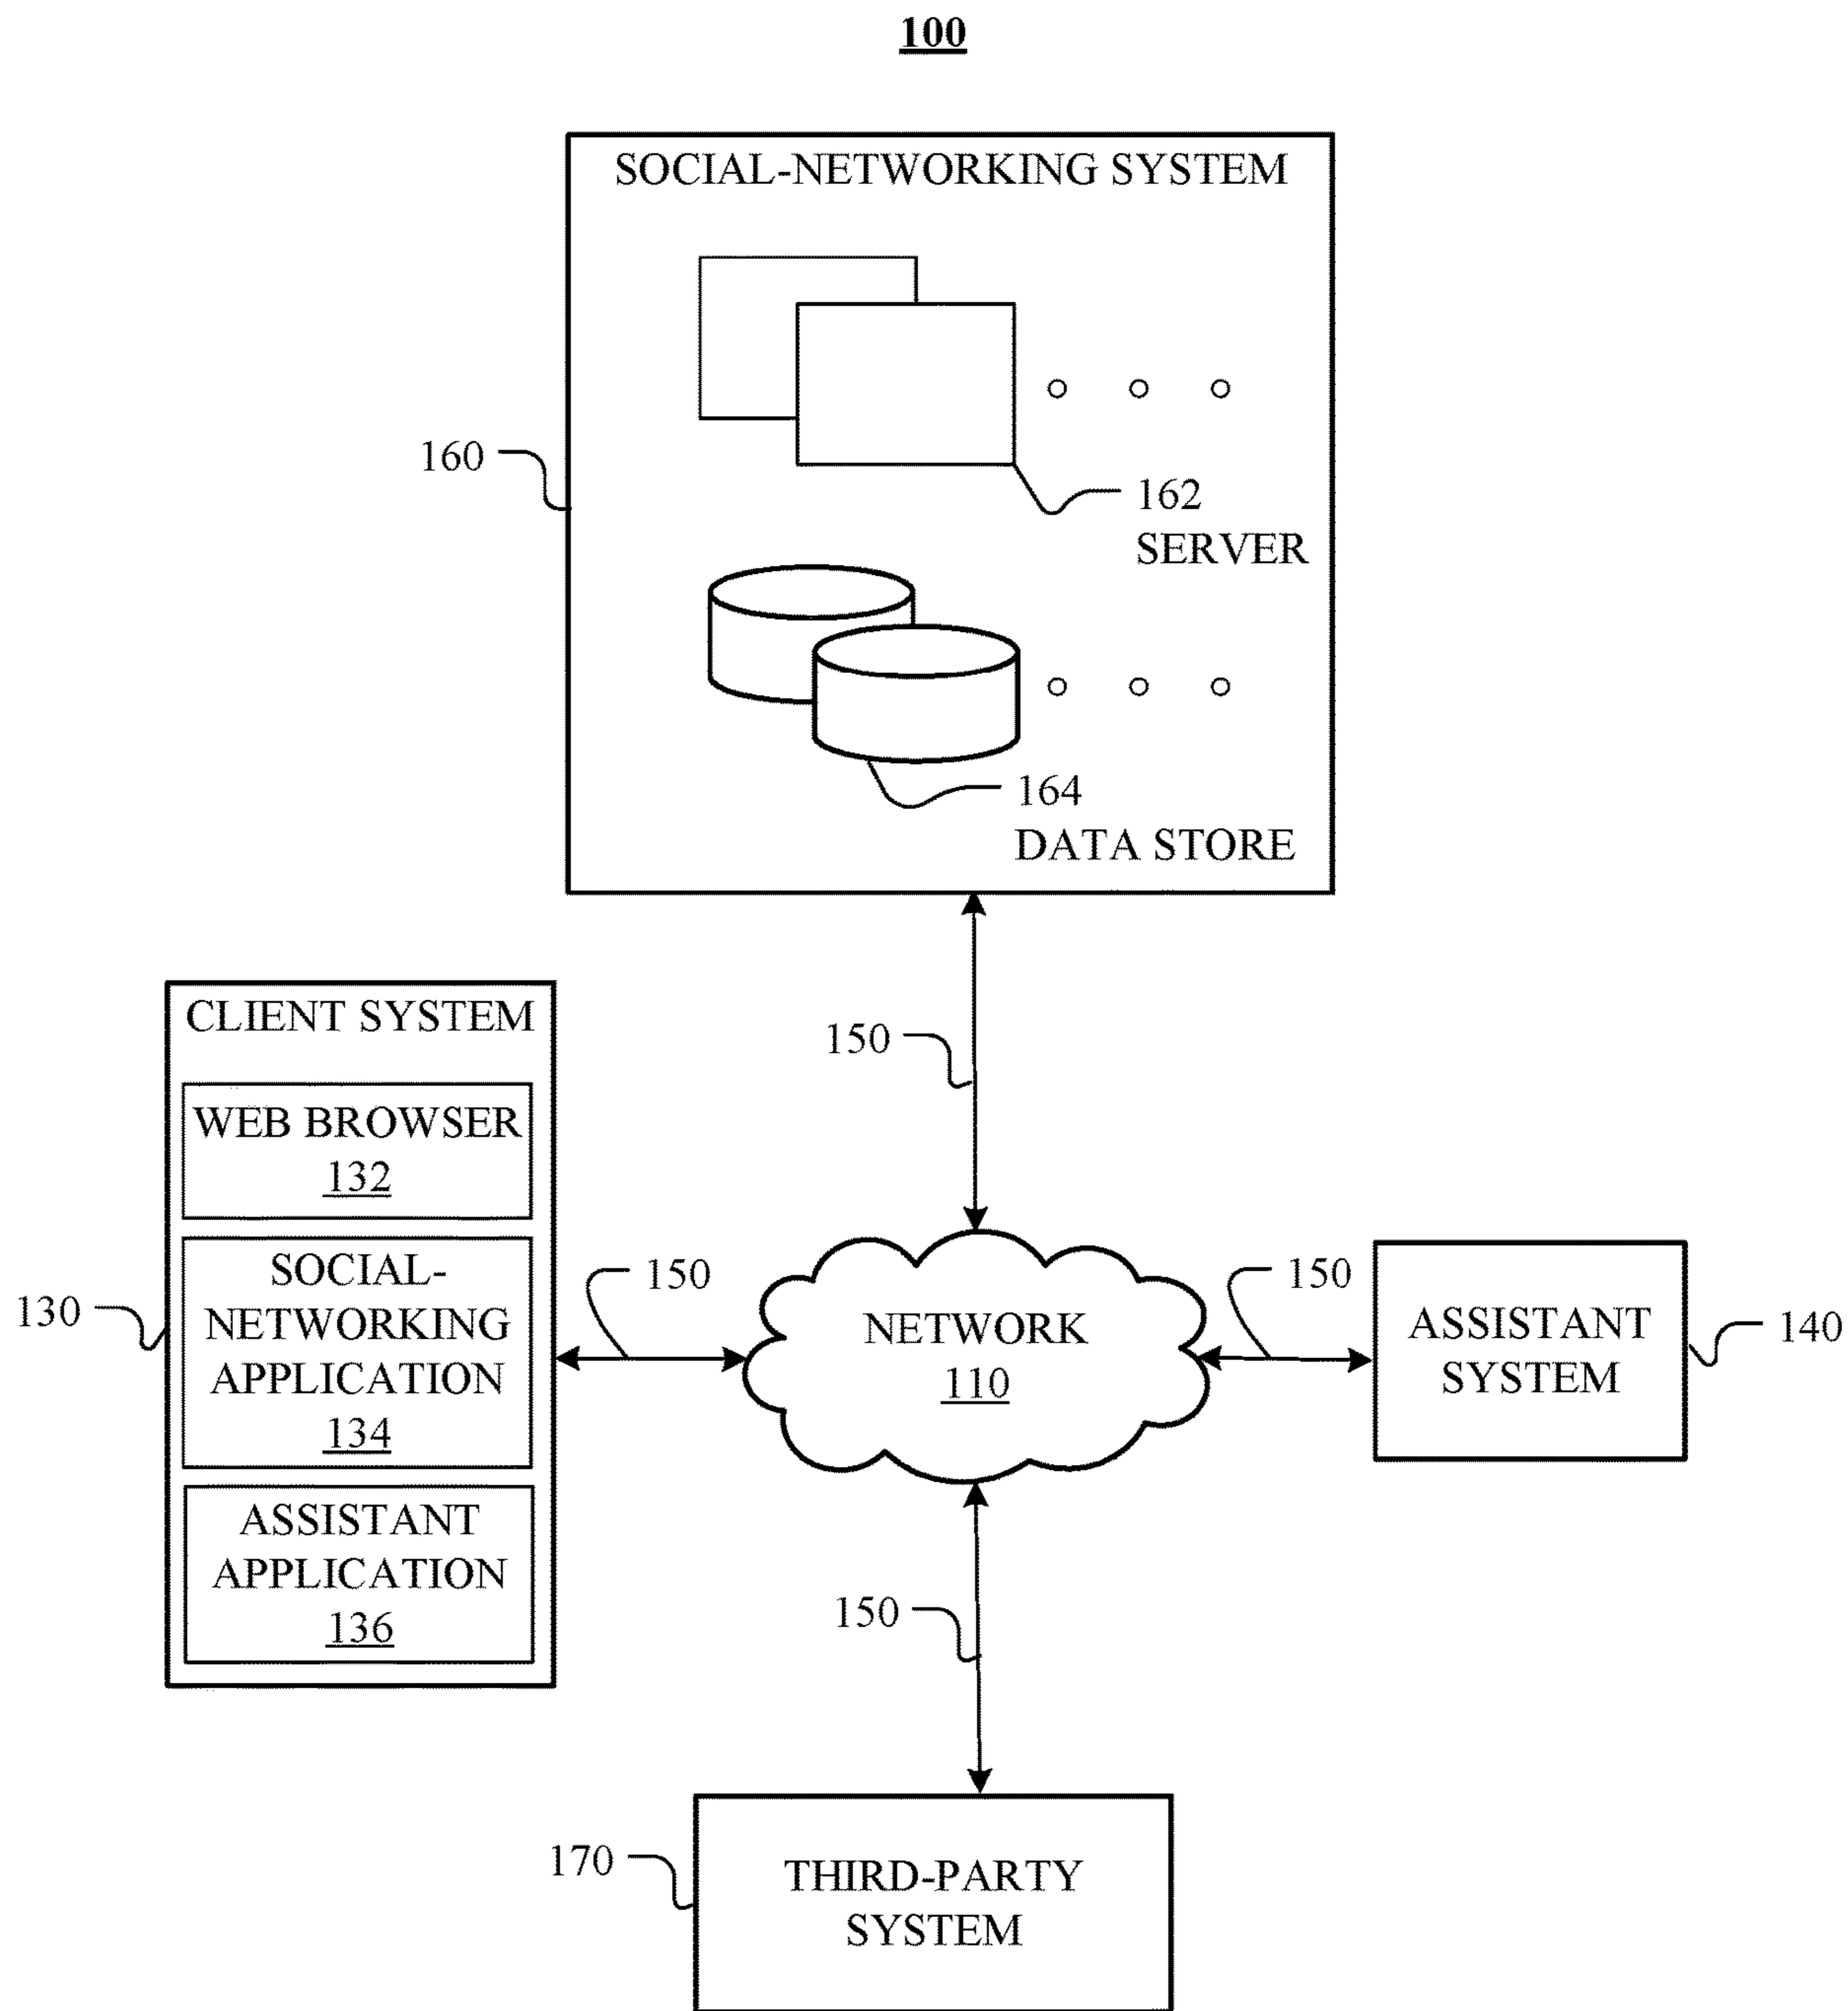 100
SOCIAL-NETWORKING SYSTEM
160
162
SERVER
164
DATA STORE
CLIENT SYSTEM
WEB BROWSER
132
SOCIAL-
NETWORKING
APPLICATION
134
ASSISTANT
APPLICATION
136
130
150
150
NETWORK
110
150
ASSISTANT
SYSTEM
140
150
170
THIRD-PARTY
SYSTEM